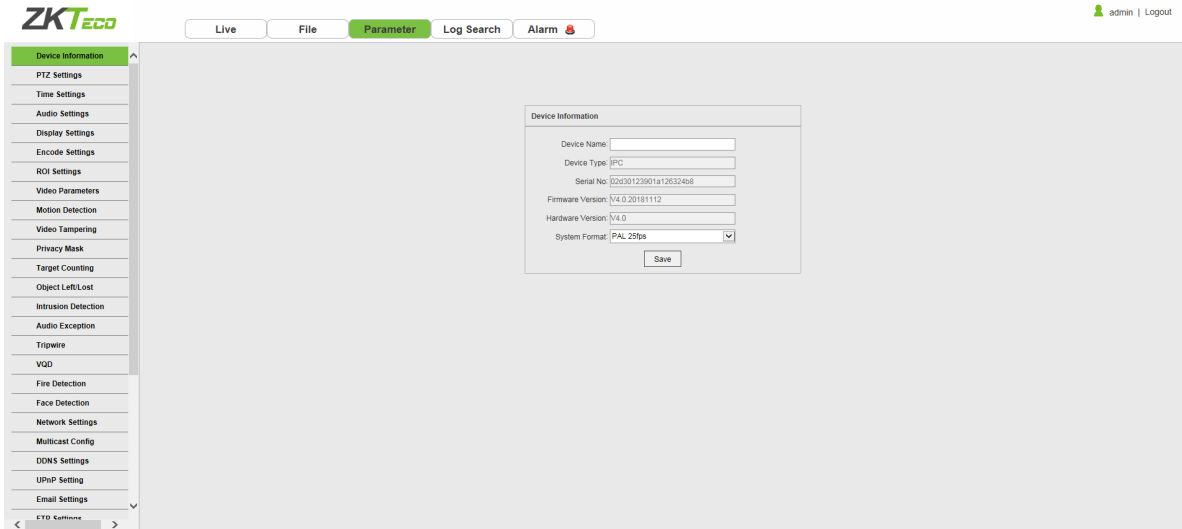 ZKTECO
admin | Logout
Live
File
Parameter
Log Search
Alarm
Device Information
PTZ Settings
Time Settings
Audio Settings
Display Settings
Encode Settings
ROI Settings
Video Parameters
Motion Detection
Video Tampering
Privacy Mask
Target Counting
Object Left/Lost
Intrusion Detection
Audio Exception
Tripwire
VQD
Fire Detection
Face Detection
Network Settings
Multicast Config
DDNS Settings
UPnP Setting
Email Settings
FTP Settings
Device Information
Device Name:
Device Type: IPC
Serial No: 02d30123901a126324b8
Firmware Version: V4.0.20181112
Hardware Version: V4.0
System Format: PAL 25fps
Save